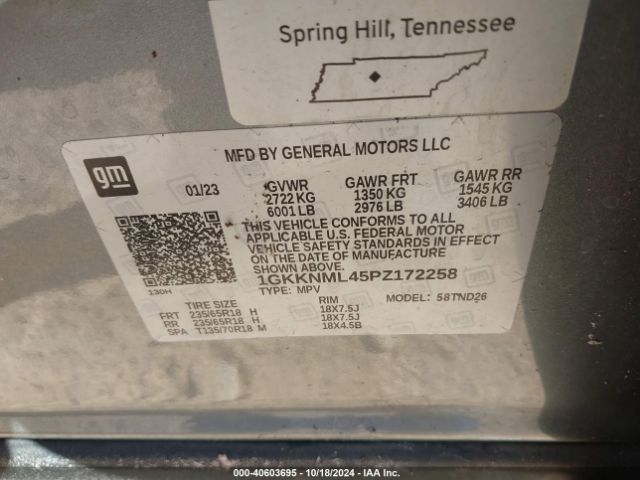 Spring Hill, Tennessee
gm
MFD BY GENERAL MOTORS LLC
01/23 GVWR GAWR FRT GAWR RR
2722 KG 1350 KG 1545 KG
6001 LB 2976 LB 3406 LB
THIS VEHICLE CONFORMS TO ALL
APPLICABLE U.S. FEDERAL MOTOR
VEHICLE SAFETY STANDARDS IN EFFECT
ON THE DATE OF MANUFACTURE
SHOWN ABOVE.
1GKKNML45PZ172258
130H TYPE: MPV MODEL: 58TND26
TIRE SIZE RIM
FRT 235/65R18 H 18X7.5J
RR 235/65R18 H 18X7.5J
SPA T135/70R18 M 18X4.5B
000-40603695 - 10/18/2024 - IAA Inc.